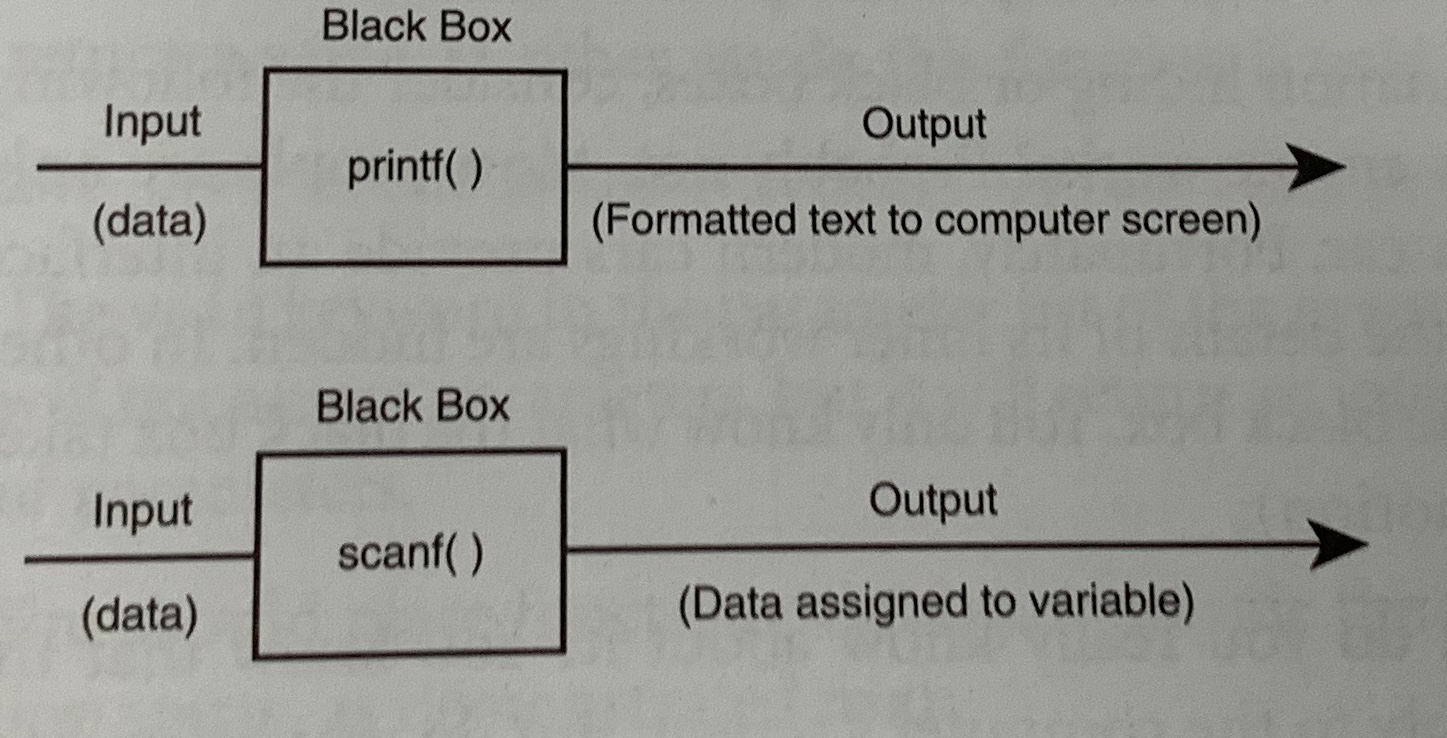 Black Box
Input
printf( )
Output
(data)
(Formatted text to computer screen)
Black Box
Input
scanf( )
Output
(data)
(Data assigned to variable)